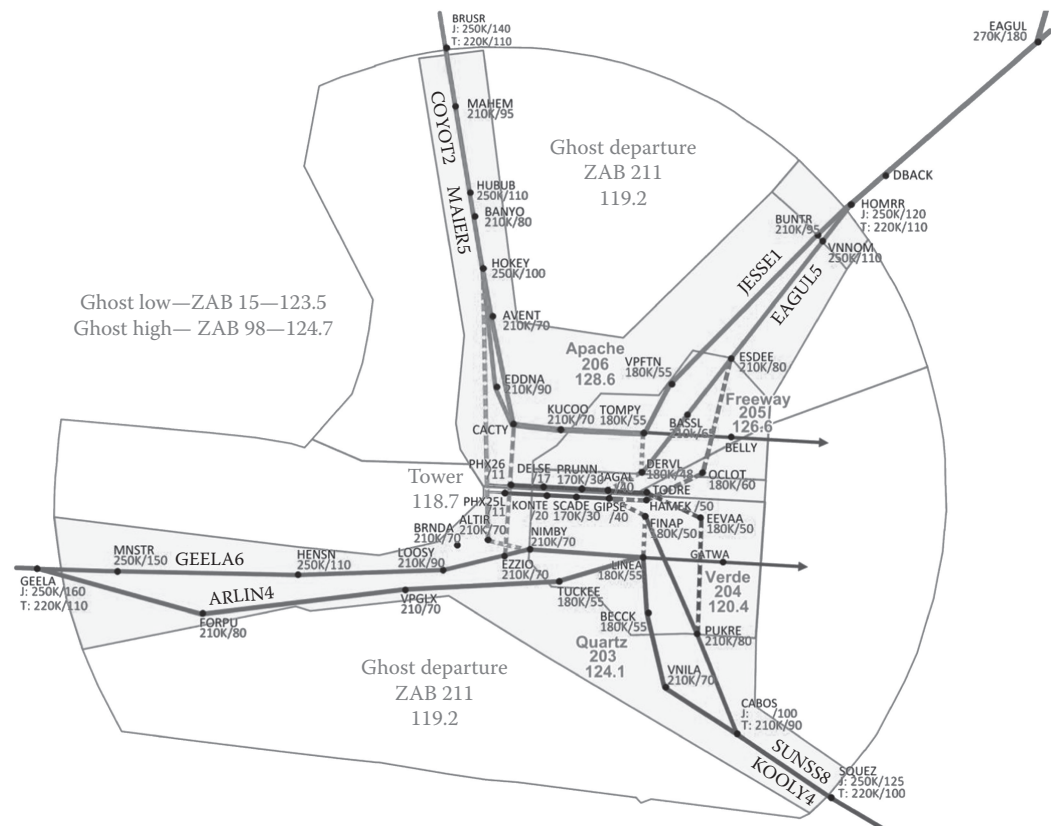 BRUSR
J: 250K/140
T: 220K/110
EAGUL
270K/180
MAHEM
210K/95
COYOT2
Ghost departure
ZAB 211
119.2
DBACK
HUBUB
250K/110
BANYO
210K/80
MAIER5
HOMRR
J: 250K/120
T: 220K/110
BUNTR
210K/95
VNNOM
250K/110
HOKEY
250K/100
JESSE1
EAGUL5
Ghost low—ZAB 15—123.5
Ghost high— ZAB 98—124.7
AVENT
210K/70
Apache
206
128.6
VPFTN
180K/55
ESDEE
210K/80
EDDNA
210K/90
Freeway
205
126.6
KUCOO
210K/70
TOMPY
180K/55
BASSL
CACTY
BELLY
PHX26
/11
DELSE
/17
PRUNN
170K/30
JAGAL
/40
DERVL
180K/48
OCLOT
180K/60
Tower
118.7
TODRE
PHX25L
/11
KONTE
/20
SCADE
170K/30
GIPSE
/40
HAMEK /50
FINAP
180K/50
EEVAA
180K/50
ALTIR
210K/70
BRNDA
210K/70
NIMBY
210K/70
MNSTR
250K/150
GEELA6
HENSN
250K/110
LOOSY
210K/90
EZZIO
210K/70
LINEA
180K/55
GATWA
GEELA
J: 250K/160
T: 220K/110
ARLIN4
VPGLX
210/70
TUCKEE
180K/55
Verde
204
120.4
FORPU
210K/80
BECCK
180K/55
PUKRE
210K/80
Quartz
203
124.1
Ghost departure
ZAB 211
119.2
VNILA
210K/70
CABOS
J: /100
T: 210K/90
SUNSS8
KOOLY4
SQUEZ
J: 250K/125
T: 220K/100